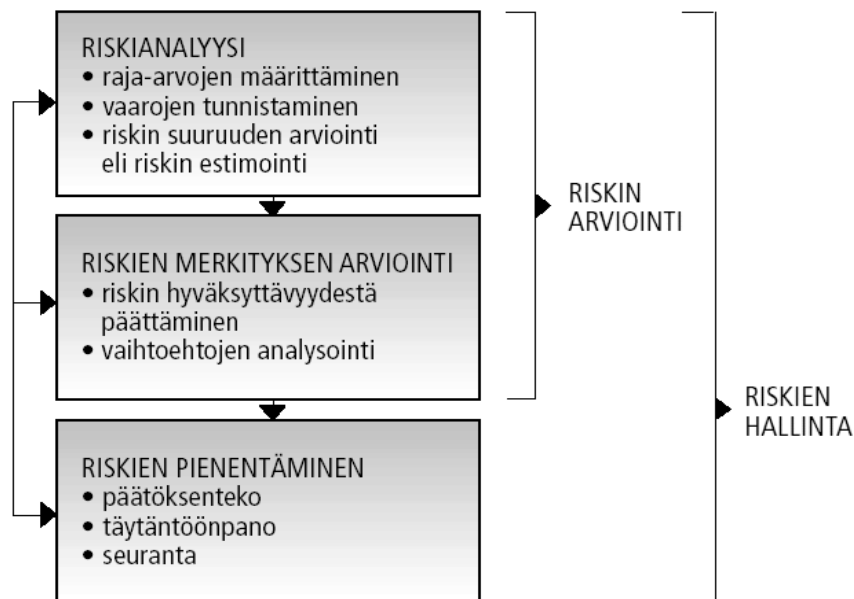 RISKIANALYYSI
• raja-arvojen määrittäminen
• vaarojen tunnistaminen
• riskin suuruuden arviointi
eli riskin estimointi
RISKIN
ARVIOINTI
RISKIEN MERKITYKSEN ARVIOINTI
• riskin hyväksyttävyydestä
päättäminen
• vaihtoehtojen analysointi
RISKIEN
HALLINTA
RISKIEN PIENENTÄMINEN
• päätöksenteko
• täytäntöönpano
• seuranta